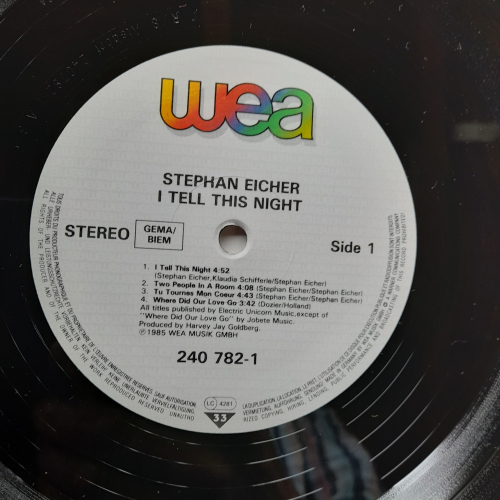 wea
STEPHAN EICHER
I TELL THIS NIGHT
STEREO
GEMA/
BIEM
Side 1
1. I Tell This Night 4:52
(Stephan Eicher,Klaudia Schifferle/Stephan Eicher)
2. Two People In A Room 4:08 (Stephan Eicher/Stephan Eicher)
3. Tu Tournes Mon Coeur 4:43 (Stephan Eicher/Stephan Eicher)
4. Where Did Our Love Go 3:42 (Dozier/Holland)
All titles published by Electric Unicorn Music,except of
"Where Did Our Love Go" by Jobete Music.
Produced by Harvey Jay Goldberg.
℗1985 WEA MUSIK GMBH
240 782-1
LC 4281
33